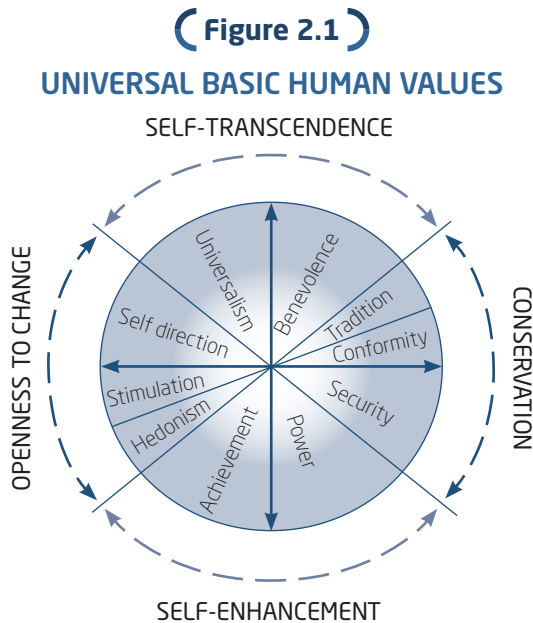 Figure 2.1
UNIVERSAL BASIC HUMAN VALUES
SELF-TRANSCENDENCE
OPENNESS TO CHANGE
Universalism
Benevolence
Tradition
Conformity
Self direction
Stimulation
Hedonism
Achievement
Power
Security
CONSERVATION
SELF-ENHANCEMENT